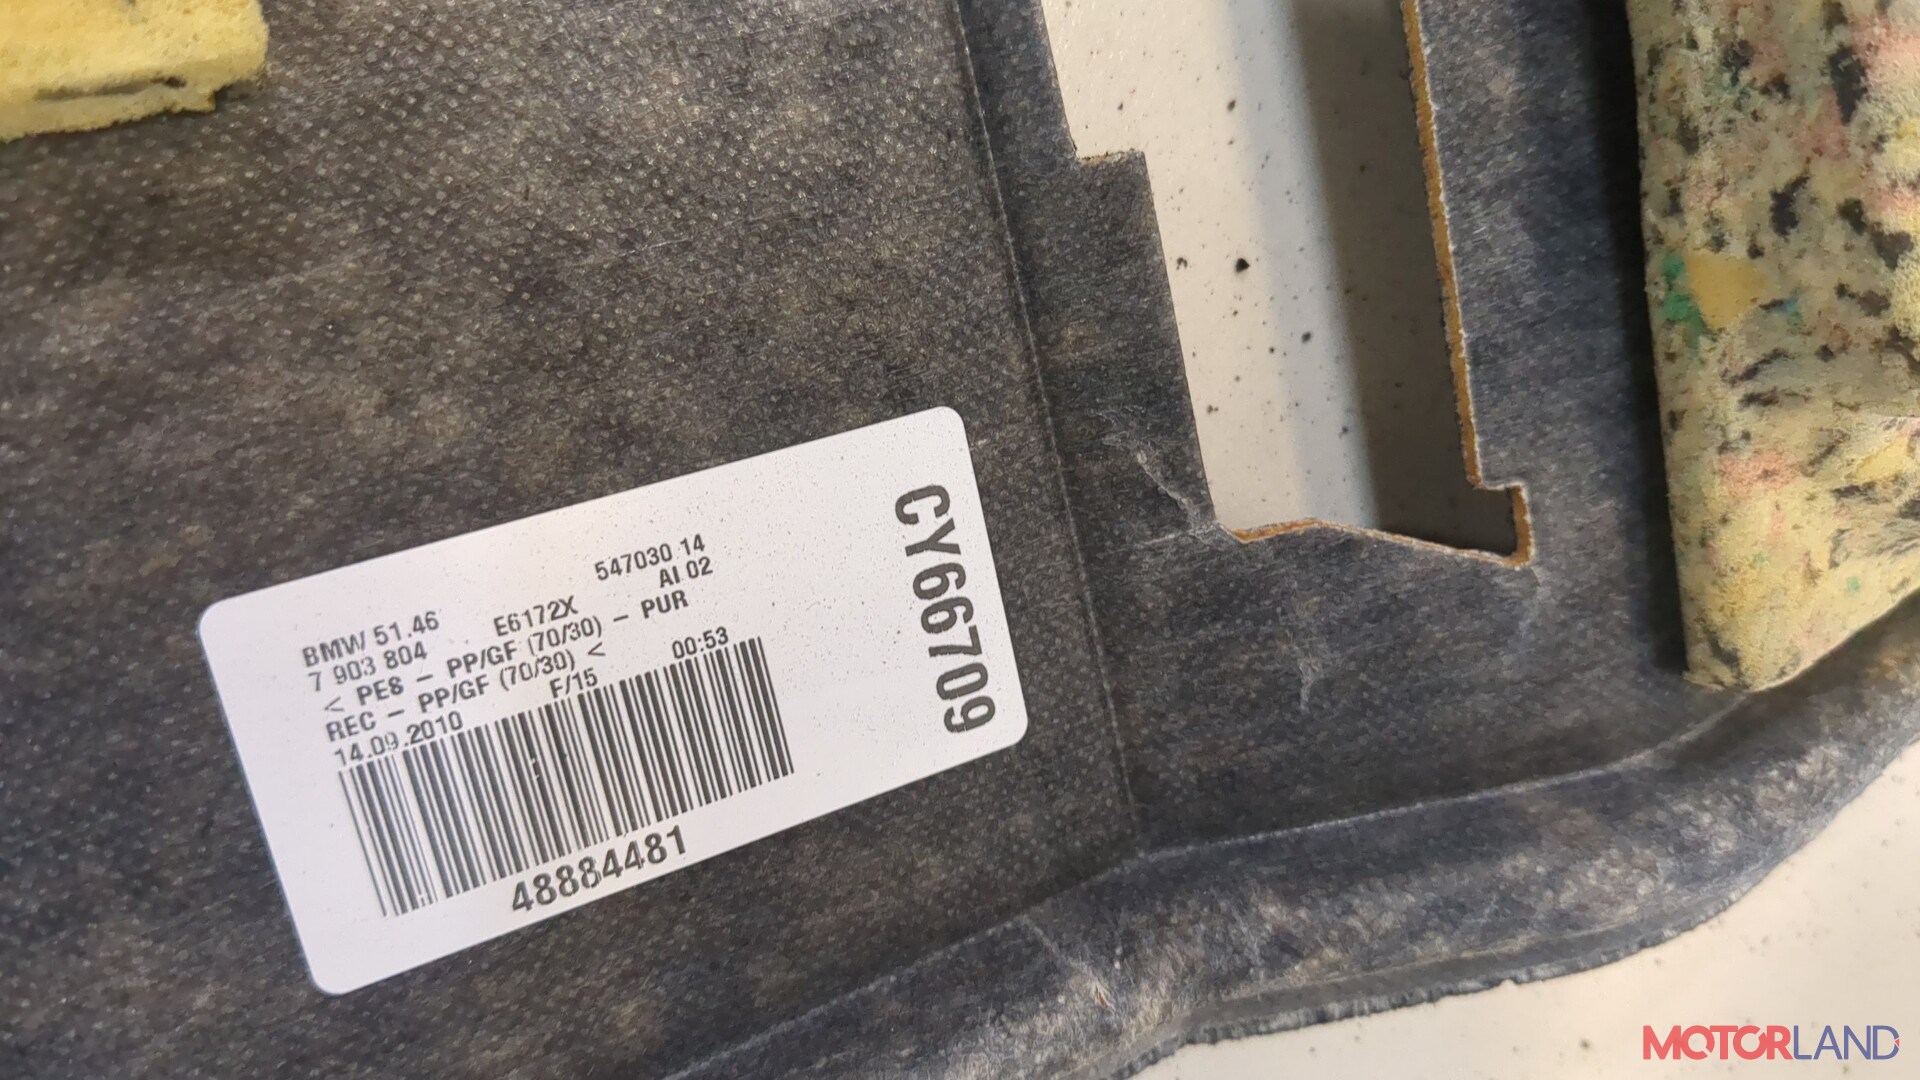 547030 14
AI 02
BMW 51.46
7 903 804 E6172X
< PES - PP/GF (70/30) - PUR
REC - PP/GF (70/30) <
14.09.2010 F/15 00:53
48884481
CY66709
MOTORLAND